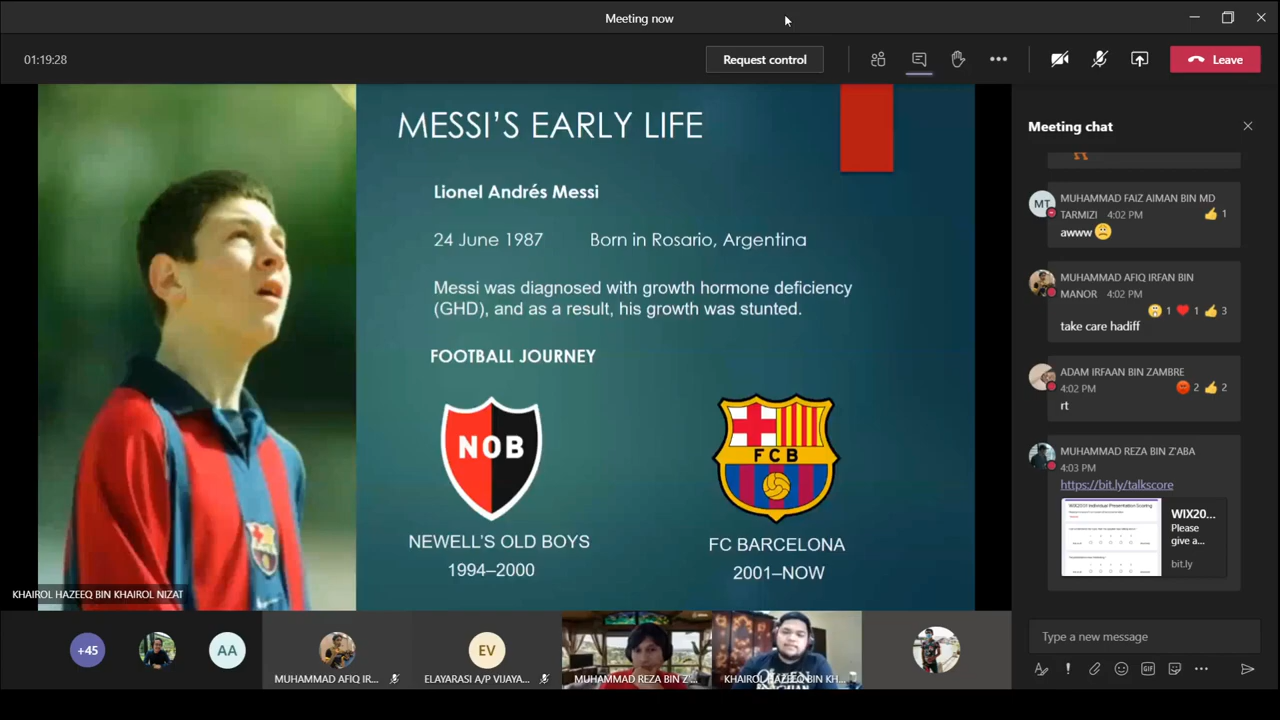 Meeting now
01:19:28
Request control
Leave
MESSI'S EARLY LIFE
Lionel Andrés Messi
24 June 1987 Born in Rosario, Argentina
Messi was diagnosed with growth hormone deficiency
(GHD), and as a result, his growth was stunted.
FOOTBALL JOURNEY
NOB
FCB
NEWELL'S OLD BOYS
1994–2000
FC BARCELONA
2001–NOW
KHAIROL HAZEEQ BIN KHAIROL NIZAT
+45
AA
MUHAMMAD AFIQ IR...
EV
ELAYARASI A/P VIJAYA...
MUHAMMAD REZA BIN Z'...
KHAIROL HAZEEQ BIN KH...
Meeting chat
MT
MUHAMMAD FAIZ AIMAN BIN MD
TARMIZI 4:02 PM 1
awww
MUHAMMAD AFIQ IRFAN BIN
MANOR 4:02 PM
1 1 3
take care hadiff
ADAM IRFAAN BIN ZAMBRE
4:02 PM 2 2
rt
MUHAMMAD REZA BIN Z'ABA
4:03 PM
https://bit.ly/talkscore
WIX20...
Please
give a...
bit.ly
Type a new message
GIF